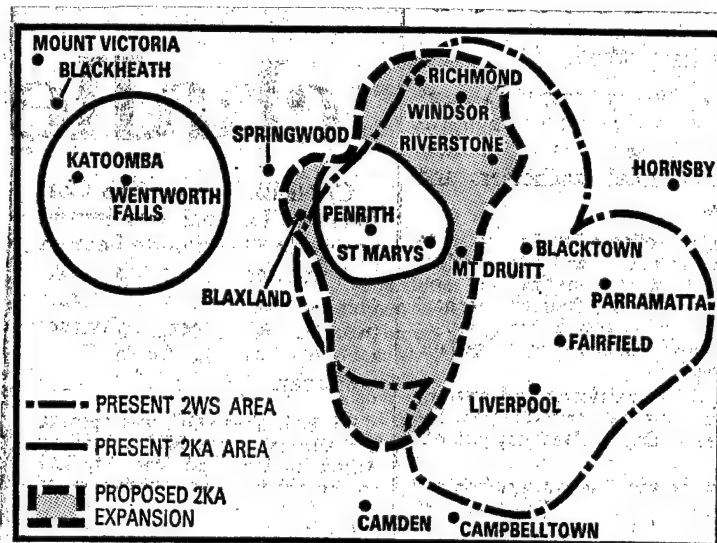 MOUNT VICTORIA
BLACKHEATH
RICHMOND
WINDSOR
SPRINGWOOD
RIVERSTONE
KATOOMBA
HORNSBY
WENTWORTH
FALLS
PENRITH
ST MARYS
BLACKTOWN
MT DRUITT
BLAXLAND
PARRAMATTA
FAIRFIELD
LIVERPOOL
PRESENT 2WS AREA
PRESENT 2KA AREA
PROPOSED 2KA
EXPANSION
CAMDEN
CAMPBELLTOWN